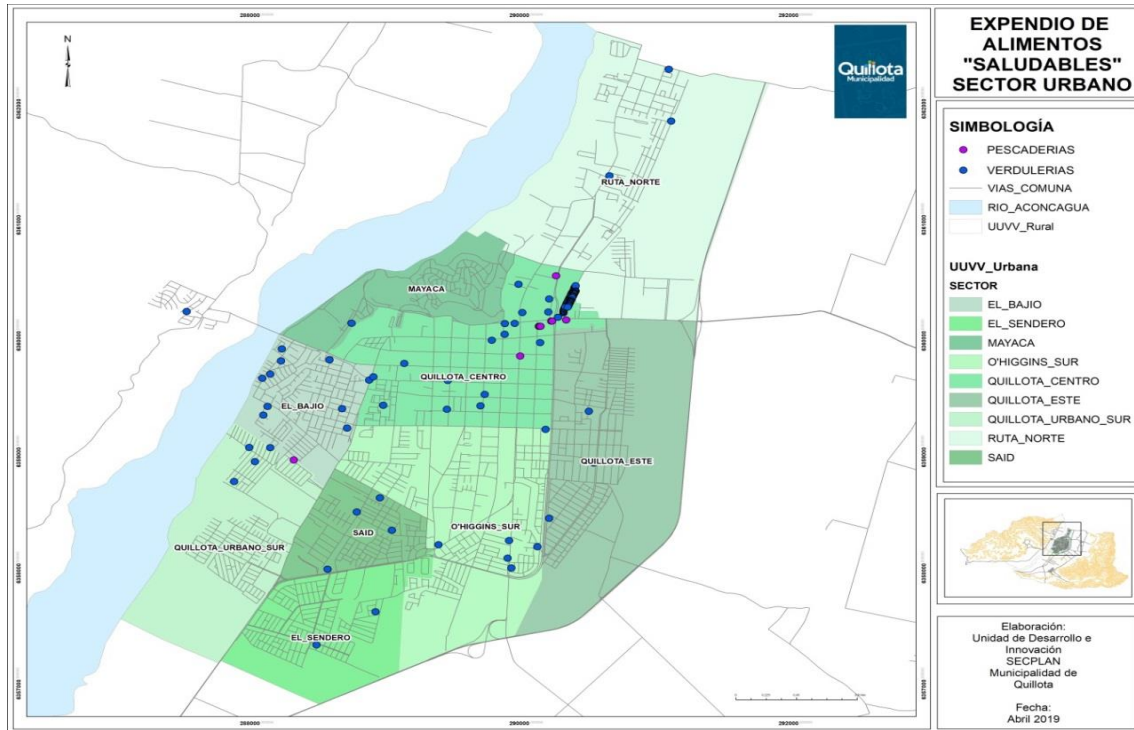 EXPENDIO DE
ALIMENTOS
"SALUDABLES"
SECTOR URBANO
SIMBOLOGÍA
PESCADERIAS
VERDULERIAS
VIAS_COMUNA
RIO_ACONCAGUA
UUVV_Rural
UUVV_Urbana
SECTOR
EL_BAJIO
EL_SENDERO
MAYACA
O'HIGGINS_SUR
QUILLOTA_CENTRO
QUILLOTA_ESTE
QUILLOTA_URBANO_SUR
RUTA_NORTE
SAID
Elaboración:
Unidad de Desarrollo e
Innovación
SECPLAN
Municipalidad de
Quillota
Fecha:
Abril 2019
N
Quillota
Municipalidad
290000
292000
RUTA_NORTE
MAYACA
QUILLOTA_CENTRO
EL_BAJIO
QUILLOTA_ESTE
O'HIGGINS_SUR
SAID
QUILLOTA_URBANO_SUR
EL_SENDERO
290000
292000